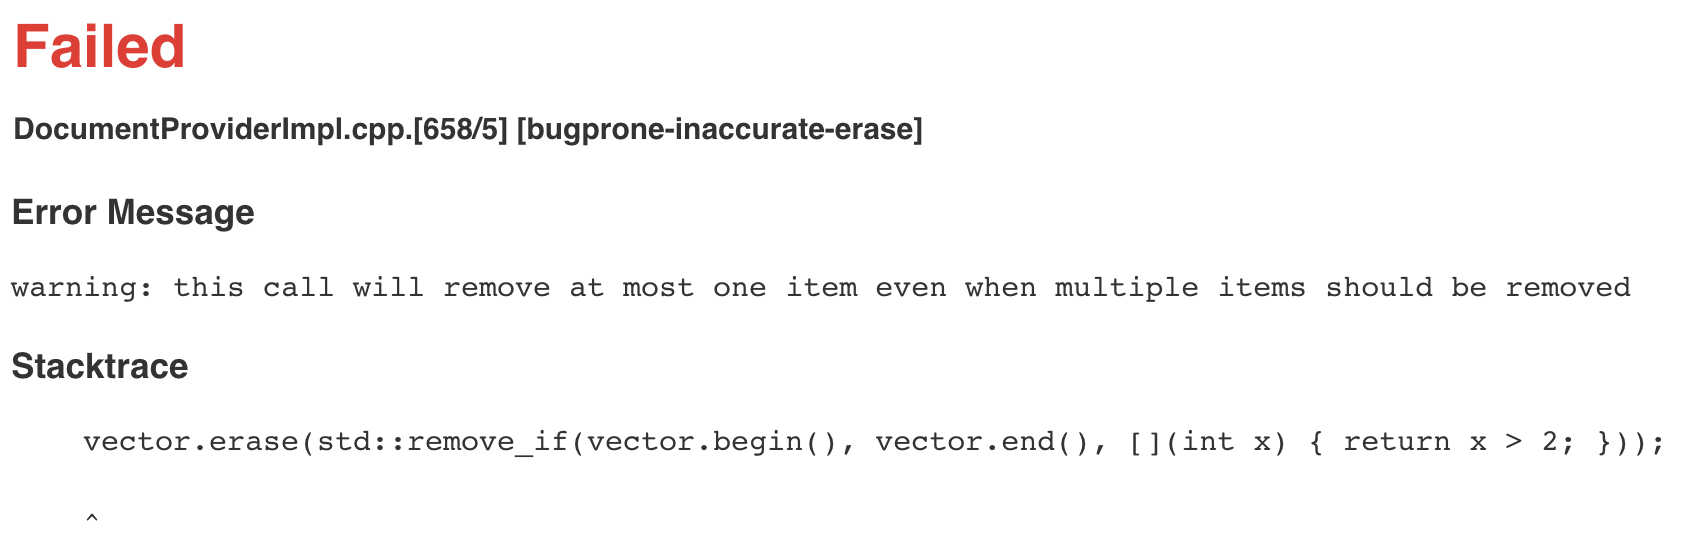 Failed
DocumentProviderImpl.cpp.[658/5] [bugprone-inaccurate-erase]
Error Message
warning: this call will remove at most one item even when multiple items should be removed
Stacktrace
vector.erase(std::remove_if(vector.begin(), vector.end(), [](int x) { return x > 2; }));
^